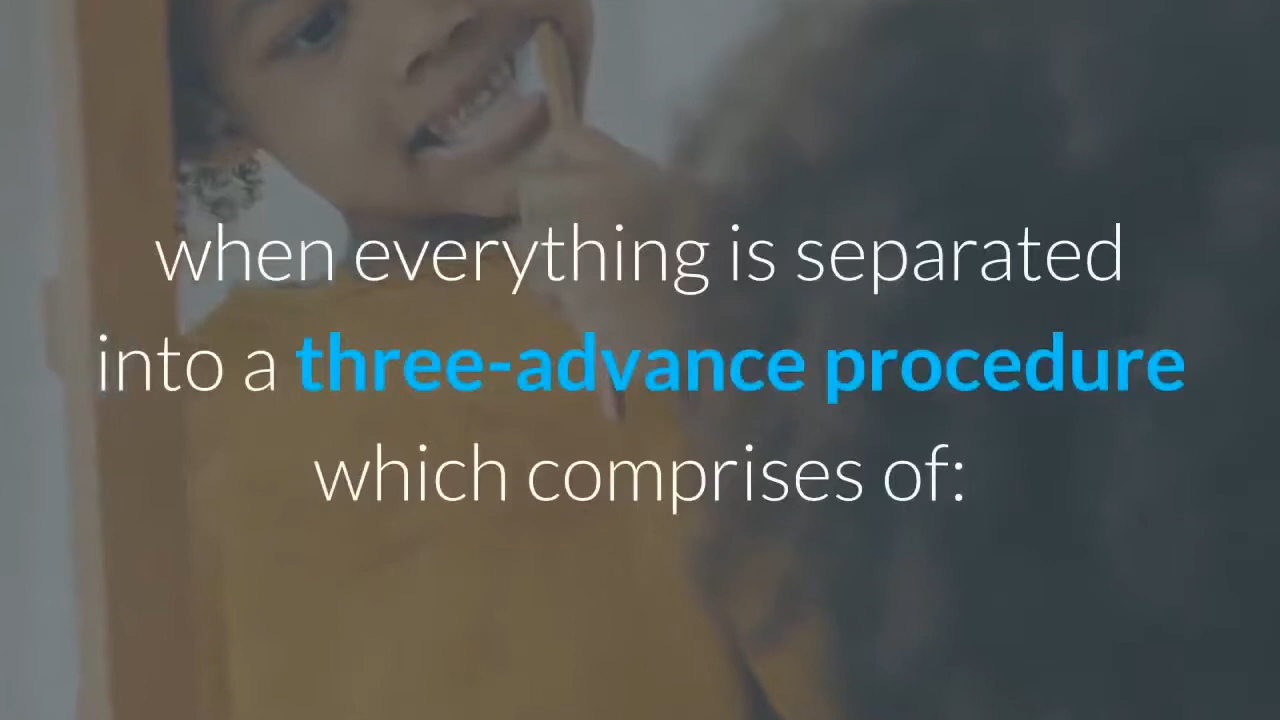 when everything is separated
into a three-advance procedure
which comprises of: